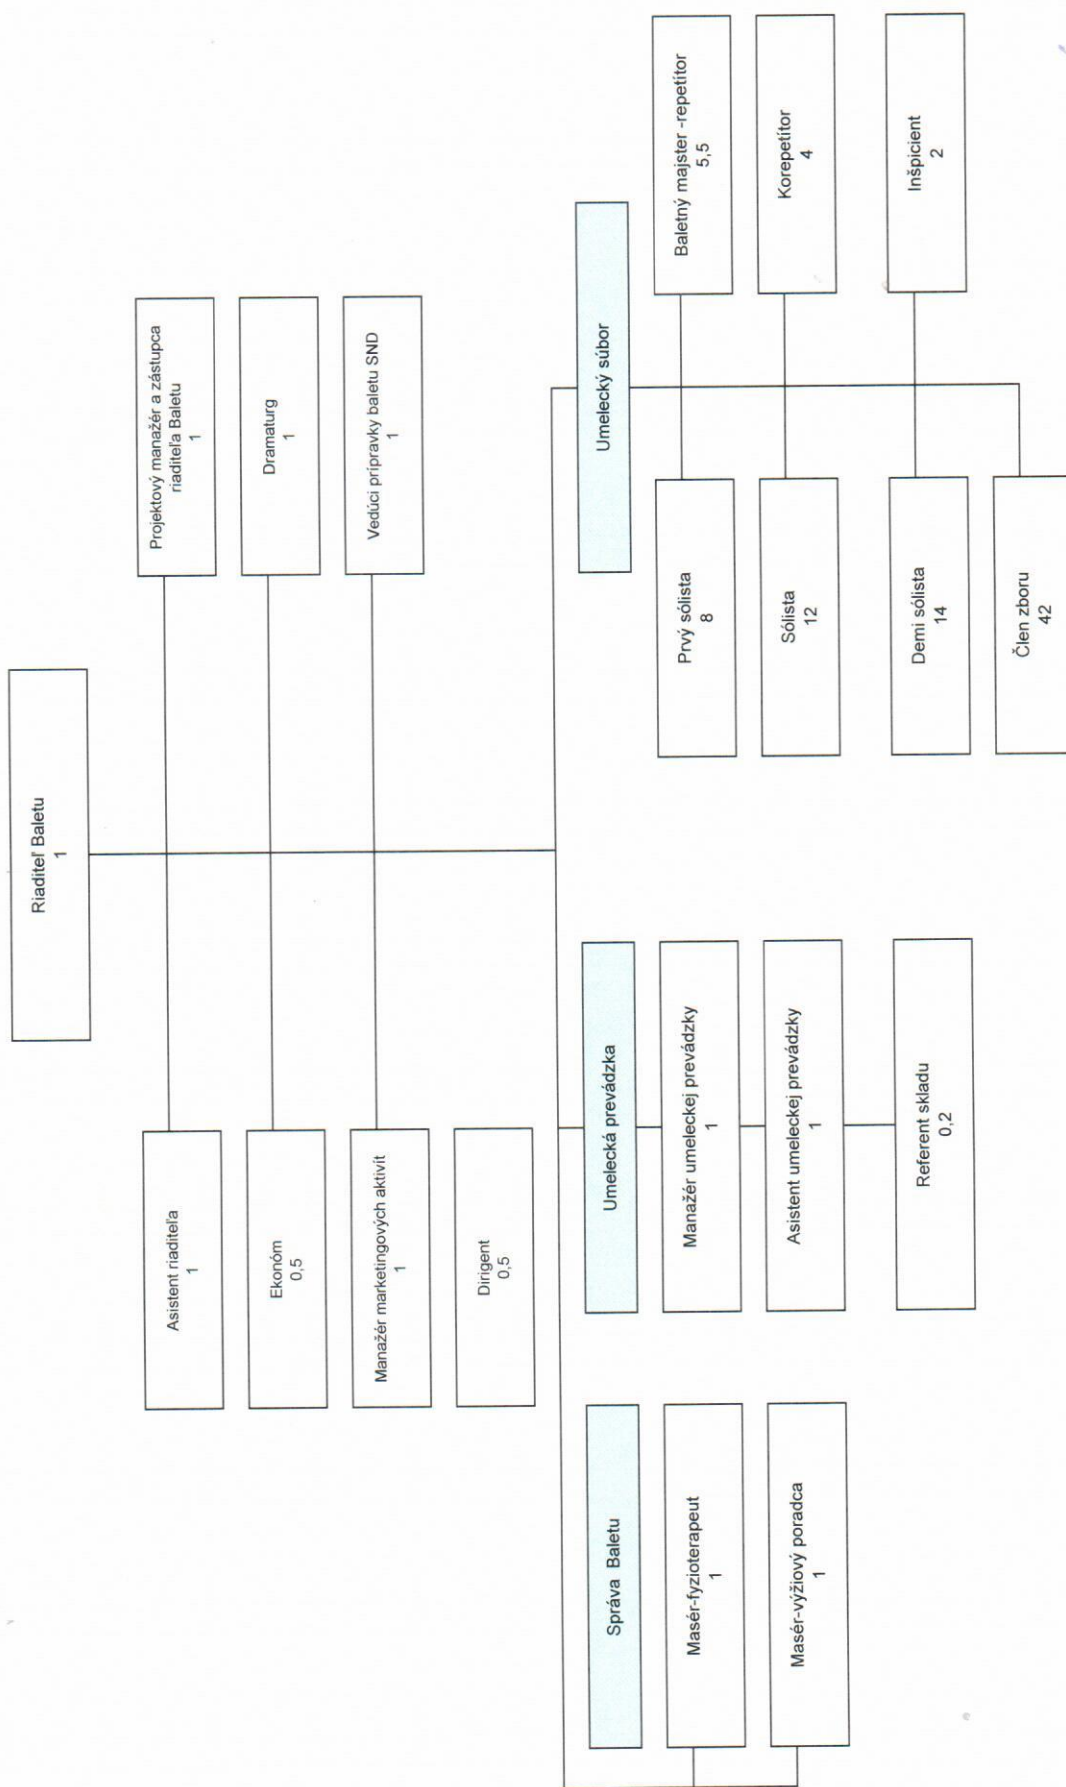 Riaditeľ Baletu
1
Asistent riaditeľa
1
Projektový manažér a zástupca
riaditeľa Baletu
1
Ekonóm
0,5
Dramaturg
1
Manažér marketingových aktivít
1
Vedúci prípravky baletu SND
1
Dirigent
0,5
Správa Baletu
Masér-fyzioterapeut
1
Masér-výžiový poradca
1
Umelecká prevádzka
Manažér umeleckej prevádzky
1
Asistent umeleckej prevádzky
1
Referent skladu
0,2
Umelecký súbor
Prvý sólista
8
Baletný majster -repetítor
5,5
Sólista
12
Korepetítor
4
Demi sólista
14
Inšpicient
2
Člen zboru
42